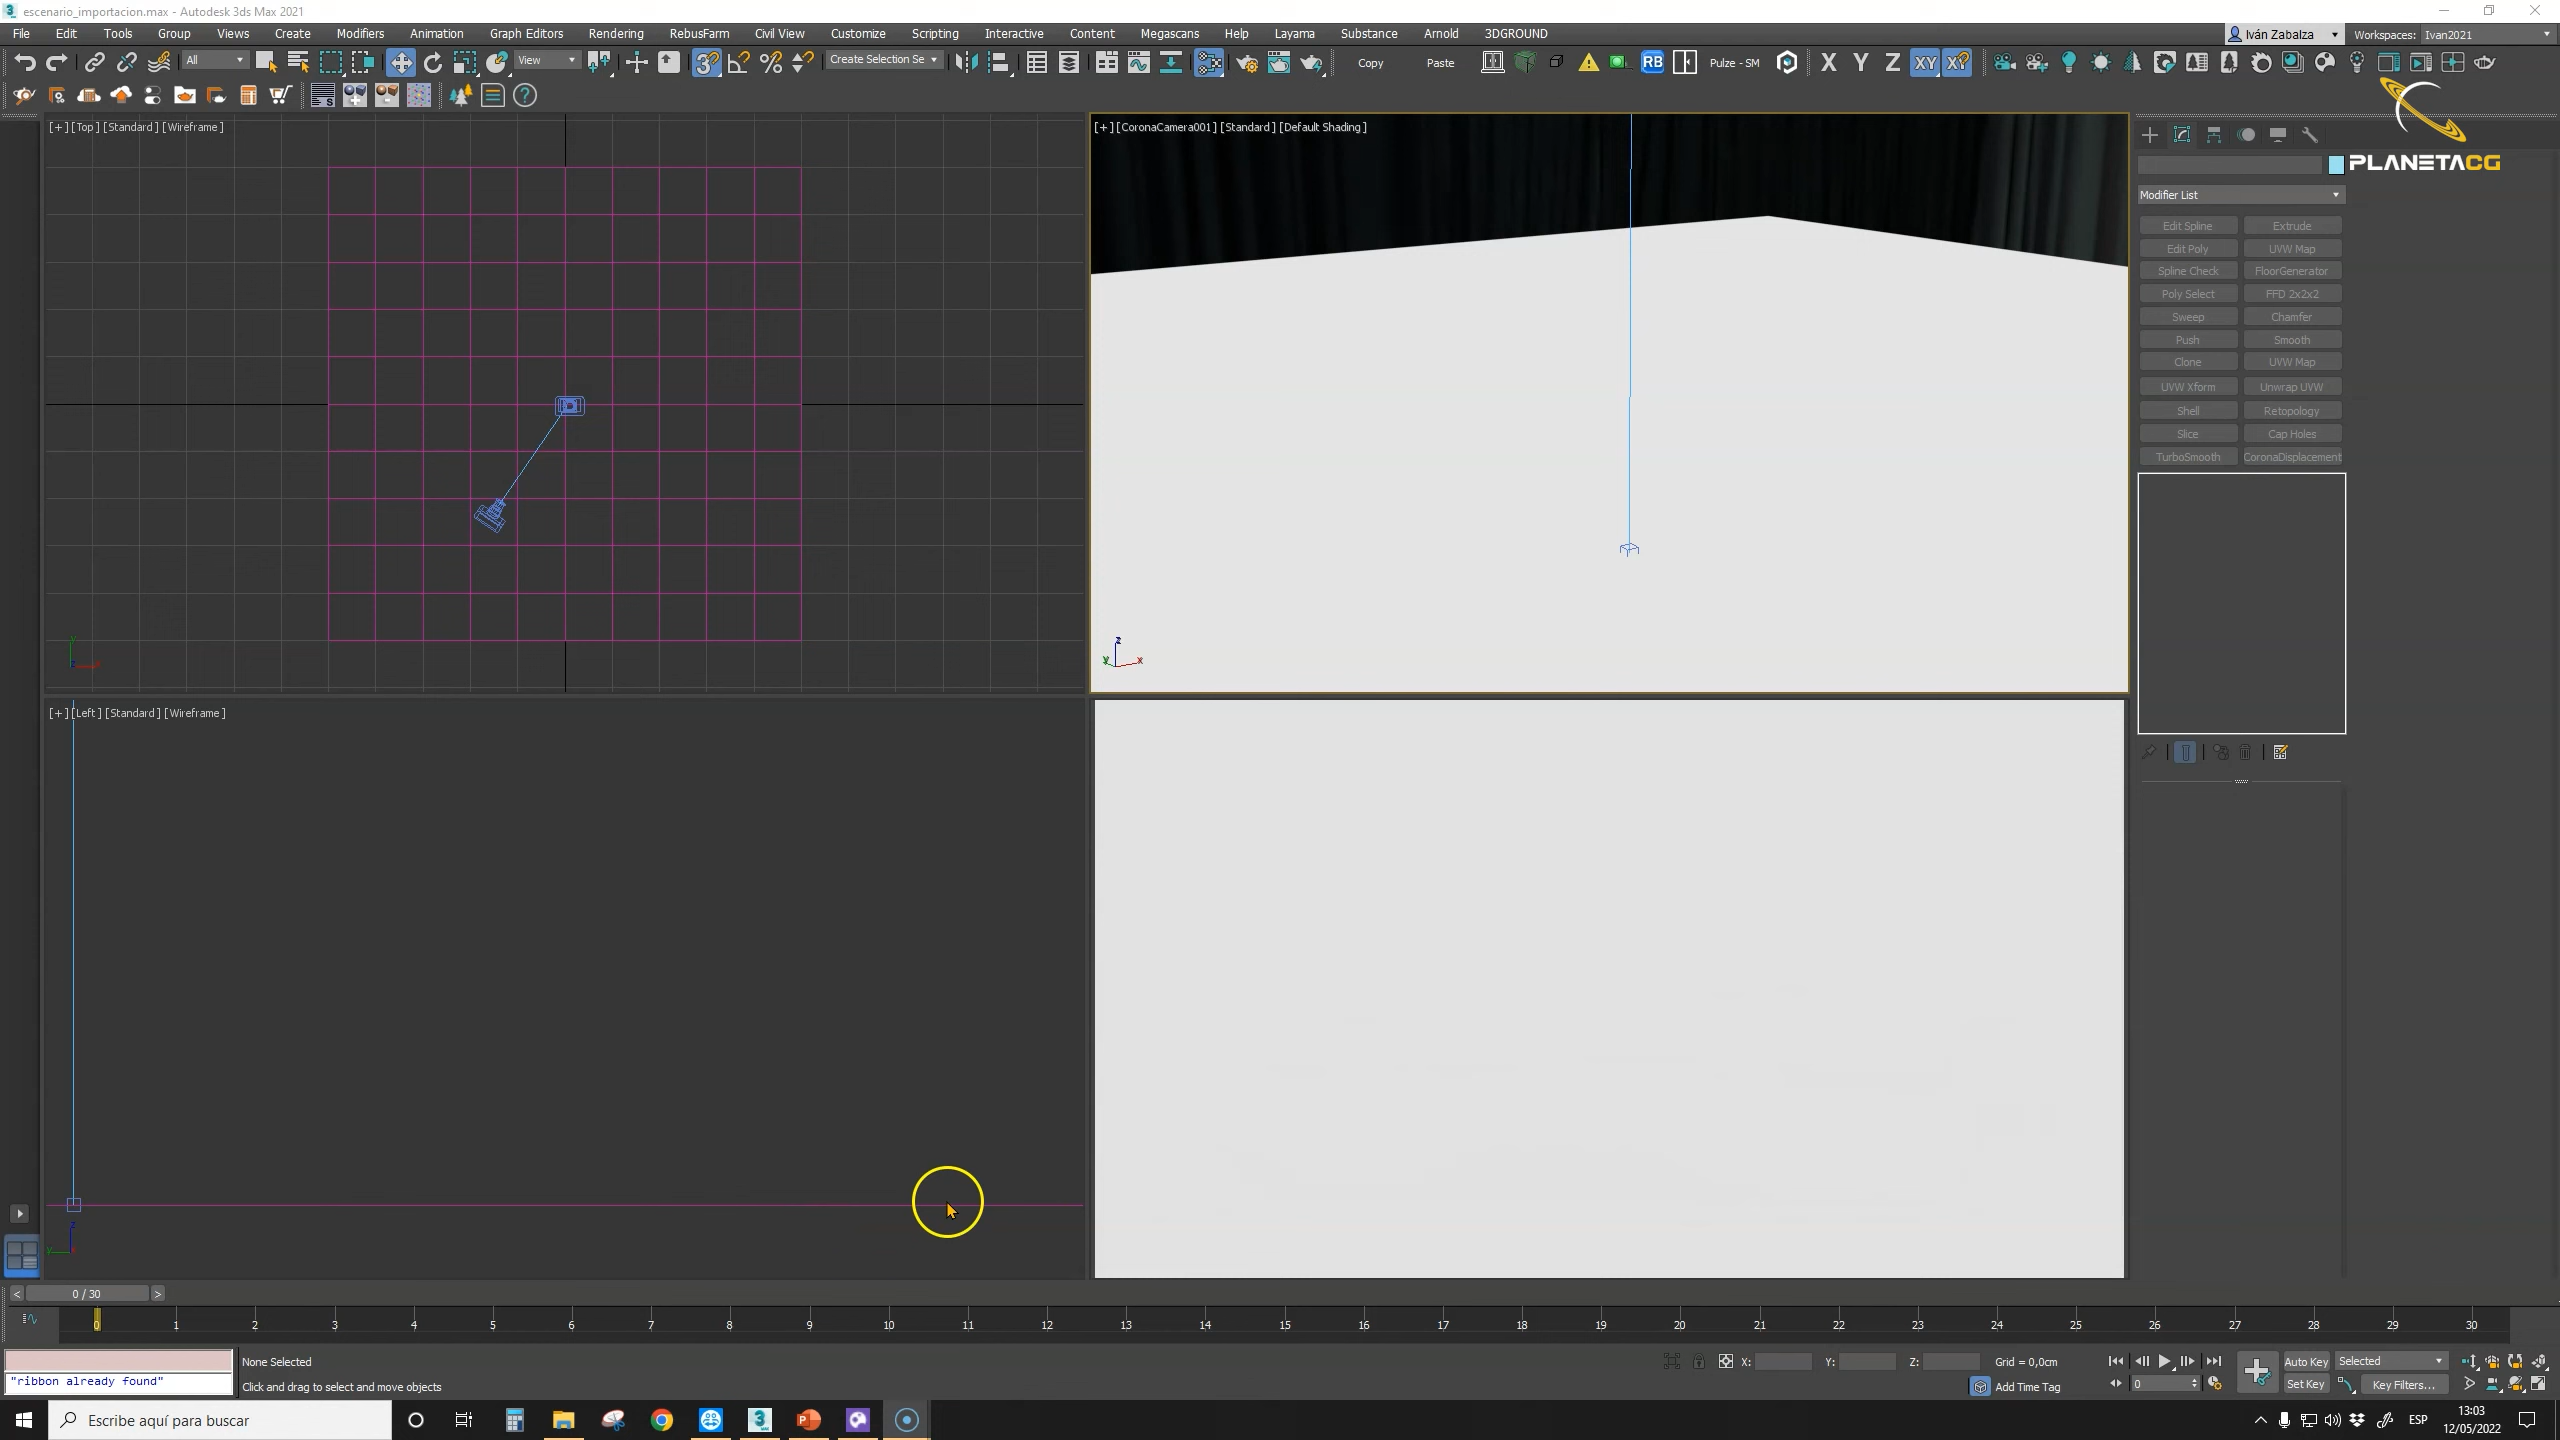 escenario_importacion.max - Autodesk 3ds Max 2021
File Edit Tools Group Views Create Modifiers Animation Graph Editors Rendering RebusFarm Civil View Customize Scripting Interactive Content Megascans Help Layama Substance Arnold 3DGROUND
Iván Zabalza Workspaces: Ivan2021
All View Create Selection Se Copy Paste RB Pulze - SM X Y Z XY
[+] [Top] [Standard] [Wireframe]
[+] [CoronaCamera001] [Standard] [Default Shading]
PLANETACG
Modifier List
Edit Spline Extrude
Edit Poly UVW Map
Spline Check FloorGenerator
Poly Select FFD 2x2x2
Sweep Chamfer
Push Smooth
Clone UVW Map
UVW Xform Unwrap UVW
Shell Retopology
Slice Cap Holes
TurboSmooth CoronaDisplacement
z
y x
[+] [Left] [Standard] [Wireframe]
< 0 / 30 >
0 1 2 3 4 5 6 7 8 9 10 11 12 13 14 15 16 17 18 19 20 21 22 23 24 25 26 27 28 29 30
None Selected
"ribbon already found"
Click and drag to select and move objects
X: Y: Z: Grid = 0,0cm
Add Time Tag
0
Auto Key Selected
Set Key Key Filters...
Escribe aquí para buscar
ESP
13:03
12/05/2022